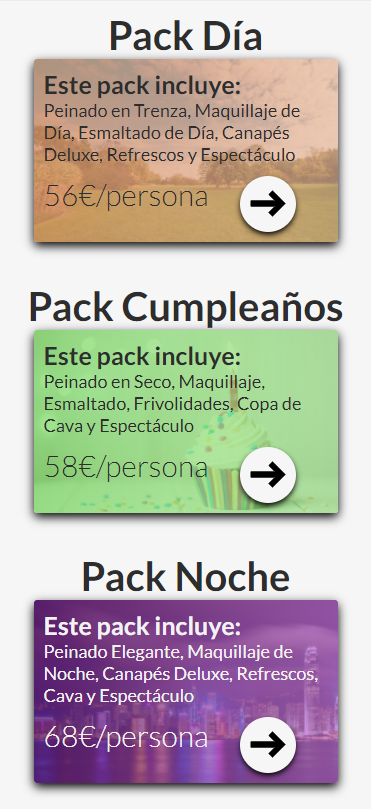 Pack Día
Este pack incluye:
Peinado en Trenza, Maquillaje de
Día, Esmaltado de Día, Canapés
Deluxe, Refrescos y Espectáculo
56€/persona
Pack Cumpleaños
Este pack incluye:
Peinado en Seco, Maquillaje,
Esmaltado, Frivolidades, Copa de
Cava y Espectáculo
58€/persona
Pack Noche
Este pack incluye:
Peinado Elegante, Maquillaje de
Noche, Canapés Deluxe, Refrescos,
Cava y Espectáculo
68€/persona